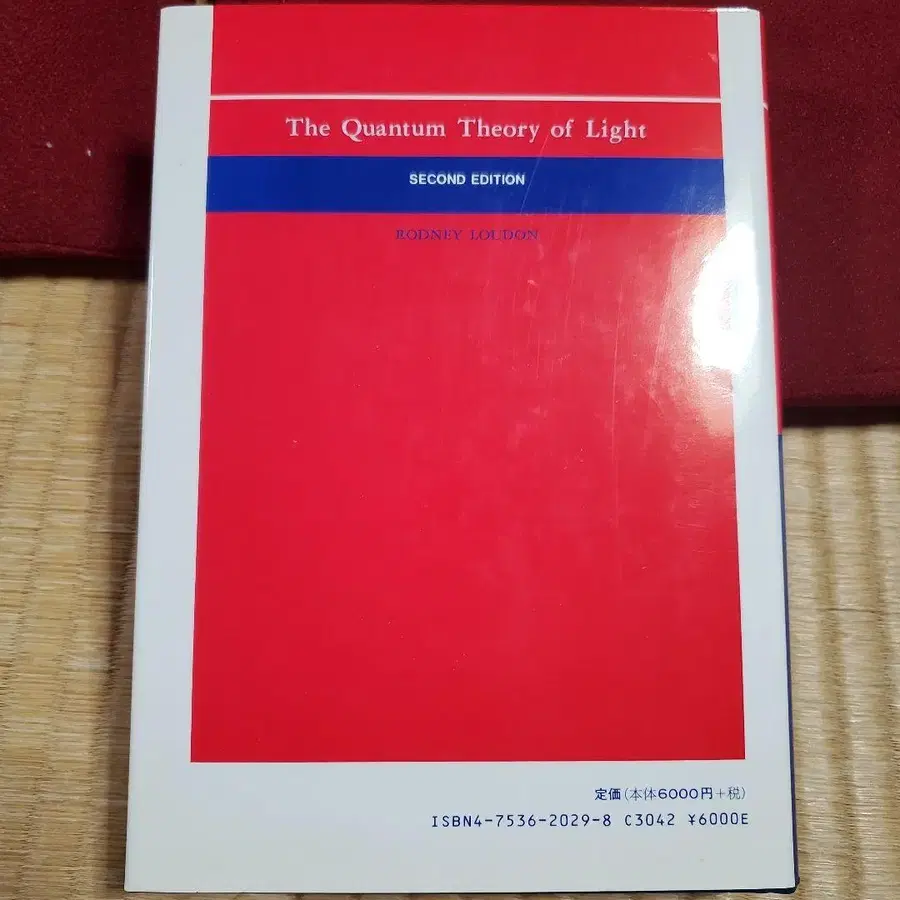 The Quantum Theory of Light
SECOND EDITION
RODNEY LOUDON
定価(本体6000円+税)
ISBN4-7536-2029-8 C3042 ¥6000E